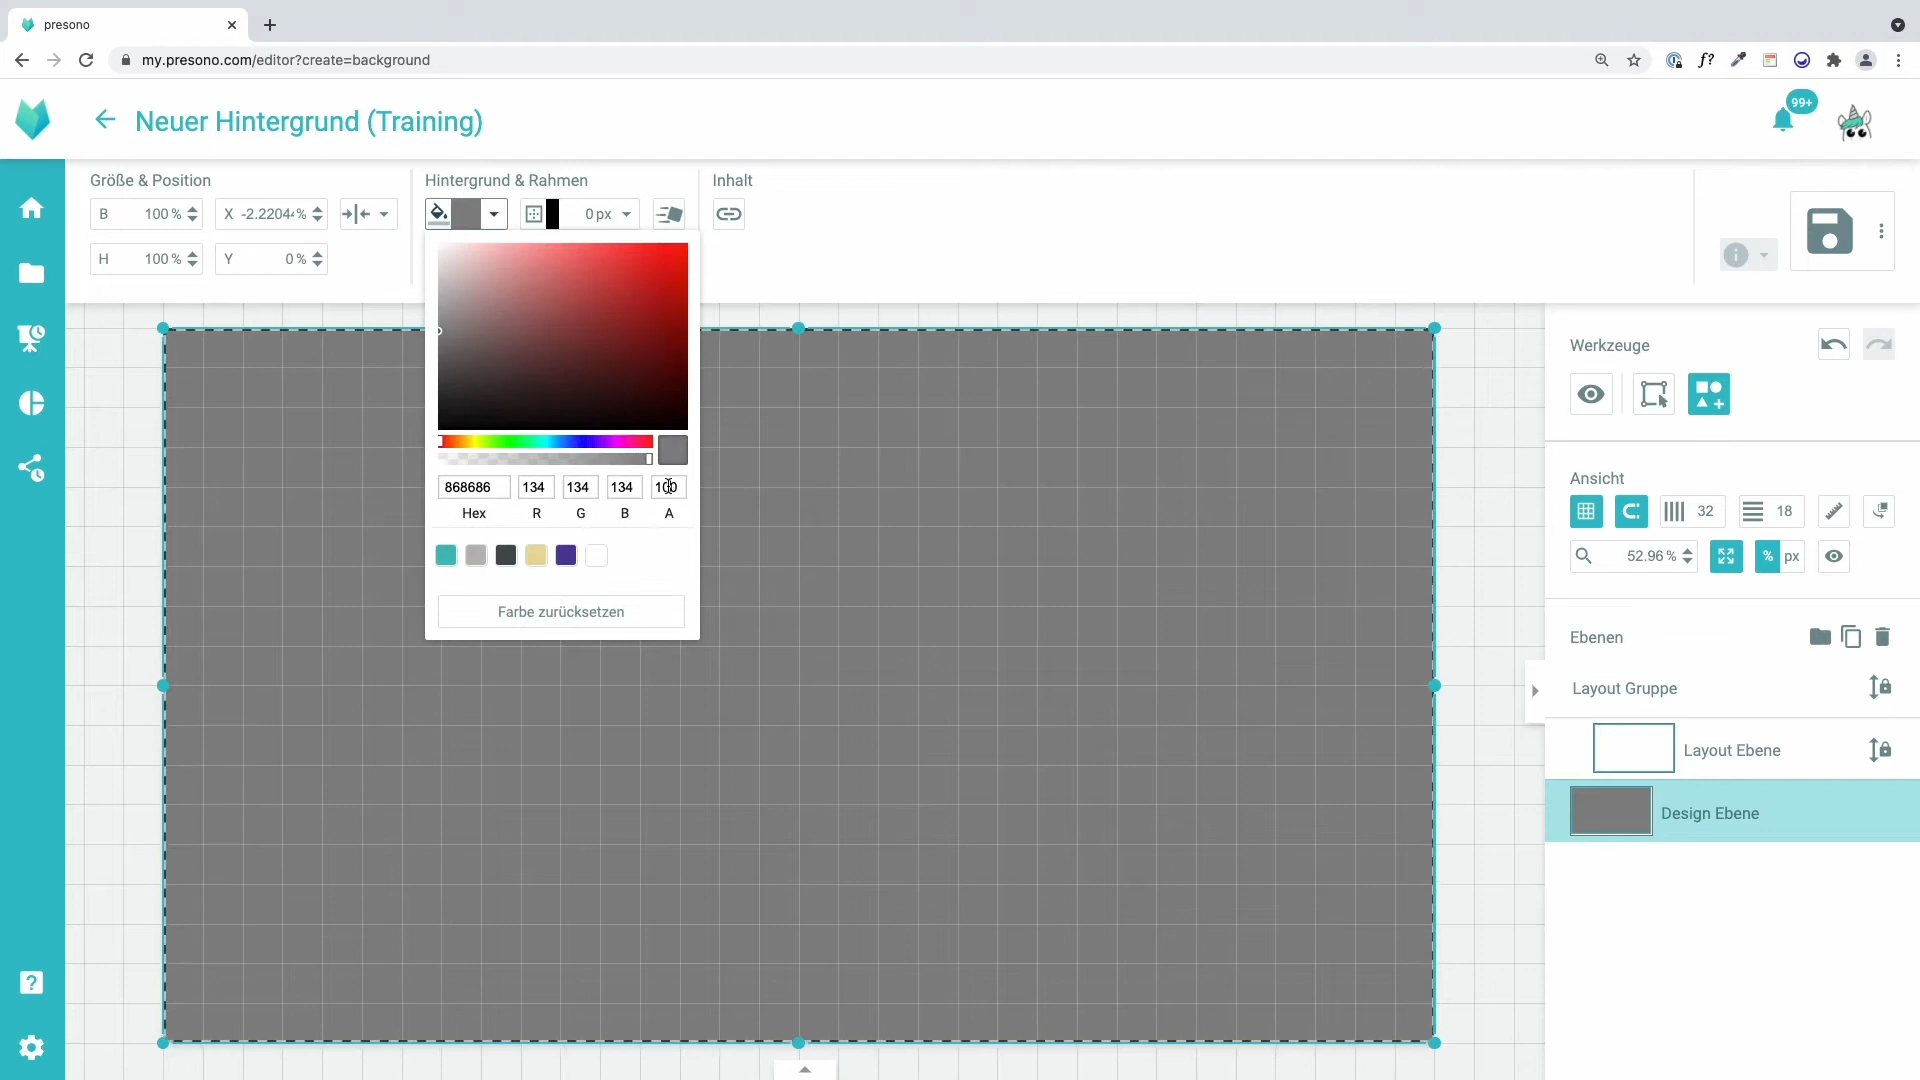 presono
my.presono.com/editor?create=background
f?
Neuer Hintergrund (Training)
99+
Größe & Position
Hintergrund & Rahmen
Inhalt
B 100 %
X -2.2204 %
0 px
H 100 %
Y 0 %
868686 134 134 134 100
Hex R G B A
Farbe zurücksetzen
Werkzeuge
Ansicht
32
18
52.96 %
% px
Ebenen
Layout Gruppe
Layout Ebene
Design Ebene